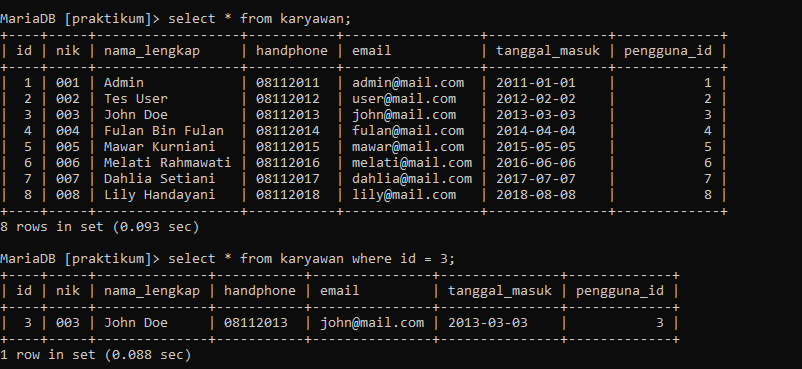 MariaDB [praktikum]> select * from karyawan;
+----+-----+------------------+-----------+------------------+---------------+-------------+
| id | nik | nama_lengkap     | handphone | email            | tanggal_masuk | pengguna_id |
+----+-----+------------------+-----------+------------------+---------------+-------------+
|  1 | 001 | Admin            | 08112011  | admin@mail.com   | 2011-01-01    |           1 |
|  2 | 002 | Tes User         | 08112012  | user@mail.com    | 2012-02-02    |           2 |
|  3 | 003 | John Doe         | 08112013  | john@mail.com    | 2013-03-03    |           3 |
|  4 | 004 | Fulan Bin Fulan  | 08112014  | fulan@mail.com   | 2014-04-04    |           4 |
|  5 | 005 | Mawar Kurniani   | 08112015  | mawar@mail.com   | 2015-05-05    |           5 |
|  6 | 006 | Melati Rahmawati | 08112016  | melati@mail.com  | 2016-06-06    |           6 |
|  7 | 007 | Dahlia Setiani   | 08112017  | dahlia@mail.com  | 2017-07-07    |           7 |
|  8 | 008 | Lily Handayani   | 08112018  | lily@mail.com    | 2018-08-08    |           8 |
+----+-----+------------------+-----------+------------------+---------------+-------------+
8 rows in set (0.093 sec)
MariaDB [praktikum]> select * from karyawan where id = 3;
+----+-----+--------------+-----------+---------------+---------------+-------------+
| id | nik | nama_lengkap | handphone | email         | tanggal_masuk | pengguna_id |
+----+-----+--------------+-----------+---------------+---------------+-------------+
|  3 | 003 | John Doe     | 08112013  | john@mail.com | 2013-03-03    |           3 |
+----+-----+--------------+-----------+---------------+---------------+-------------+
1 row in set (0.088 sec)